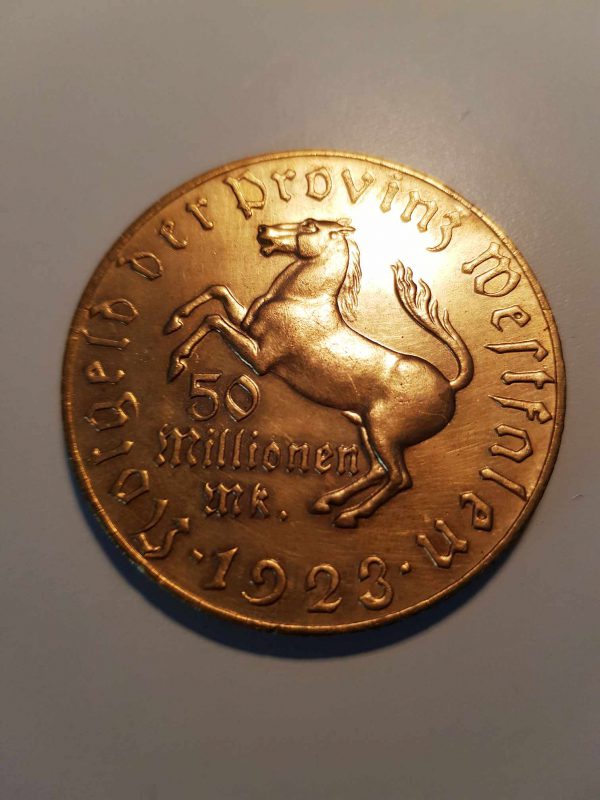 Notgeld der Provinz Westfalen
50
Millionen
Mk.
·1923·